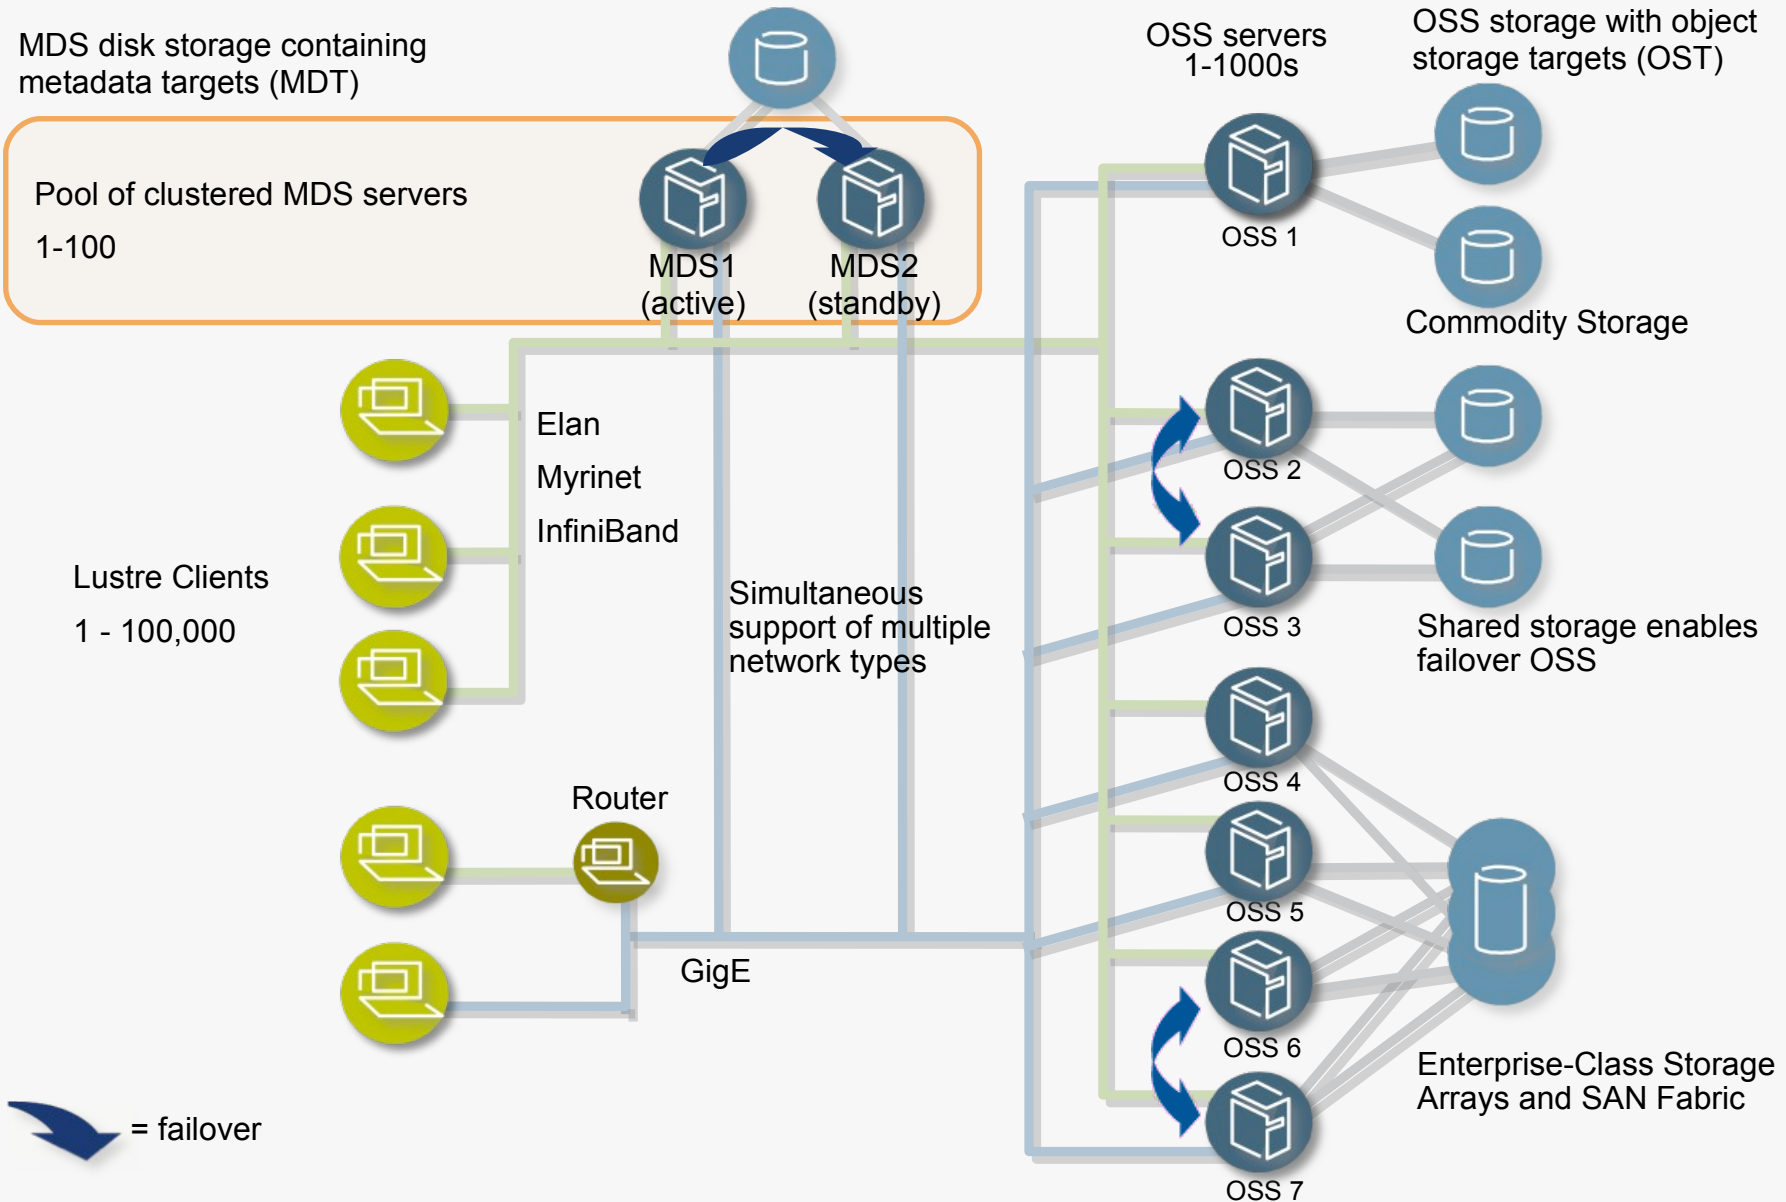 MDS disk storage containing
metadata targets (MDT)
OSS servers
1-1000s
OSS storage with object
storage targets (OST)
Pool of clustered MDS servers
1-100
MDS1
(active)
MDS2
(standby)
OSS 1
Commodity Storage
Elan
Myrinet
InfiniBand
OSS 2
Lustre Clients
1 - 100,000
Simultaneous
support of multiple
network types
OSS 3
Shared storage enables
failover OSS
OSS 4
Router
OSS 5
GigE
OSS 6
Enterprise-Class Storage
Arrays and SAN Fabric
= failover
OSS 7